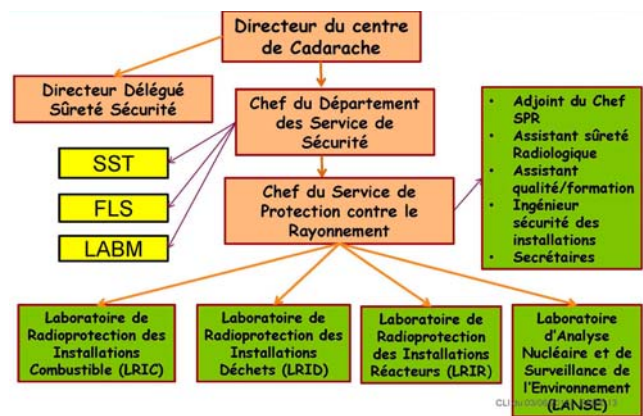 Directeur du centre
de Cadarache
Directeur Délégué
Sûreté Sécurité
Chef du Département
des Service de
Sécurité
• Adjoint du Chef
SPR
• Assistant sûreté
Radiologique
• Assistant
qualité/formation
• Ingénieur
sécurité des
installations
• Secrétaires
SST
FLS
LABM
Chef du Service de
Protection contre le
Rayonnement
Laboratoire de
Radioprotection des
Installations
Combustible (LRIC)
Laboratoire de
Radioprotection des
Installations
Déchets (LRID)
Laboratoire de
Radioprotection
des Installations
Réacteurs (LRIR)
Laboratoire
d'Analyse
Nucléaire et de
Surveillance de
l'Environnement
(LANSE)